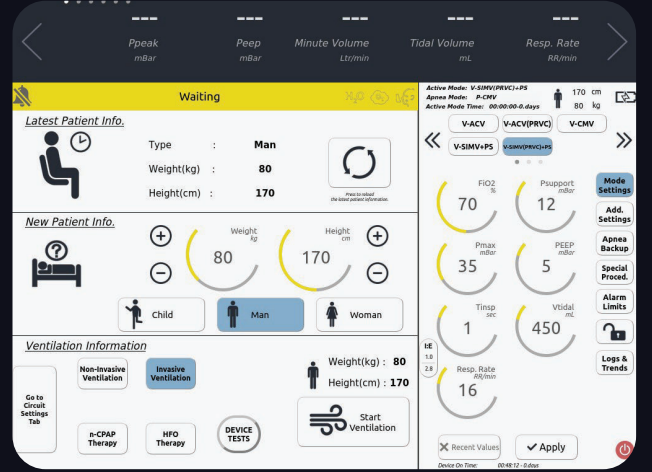 --- --- --- --- ---
Ppeak Peep Minute Volume Tidal Volume Resp. Rate
mBar mBar Ltr/min mL RR/min
Waiting
Active Mode: V-SIMV(PRVC)+PS
Apnea Mode: P-CMV
Active Mode Time: 00:00:00-0.days
170 cm
80 kg
Latest Patient Info.
Type : Man
Weight(kg) : 80
Height(cm) : 170
Press to reload
the latest patient information.
New Patient Info.
Weight
kg
80
Height
cm
170
Child
Man
Woman
Ventilation Information
Non-Invasive
Ventilation
Invasive
Ventilation
Weight(kg) : 80
Height(cm) : 170
Go to
Circuit
Settings
Tab
n-CPAP
Therapy
HFO
Therapy
DEVICE
TESTS
Start
Ventilation
V-ACV
V-ACV(PRVC)
V-CMV
V-SIMV+PS
V-SIMV(PRVC)+PS
FiO2
%
70
Psupport
mBar
12
Pmax
mBar
35
PEEP
mBar
5
Tinsp
sec
1
Vtidal
mL
450
I:E
1.0
2.8
Resp. Rate
RR/min
16
Mode
Settings
Add.
Settings
Apnea
Backup
Special
Proced.
Alarm
Limits
Logs &
Trends
Recent Values
Apply
Device On Time: 00:48:12 - 0.days